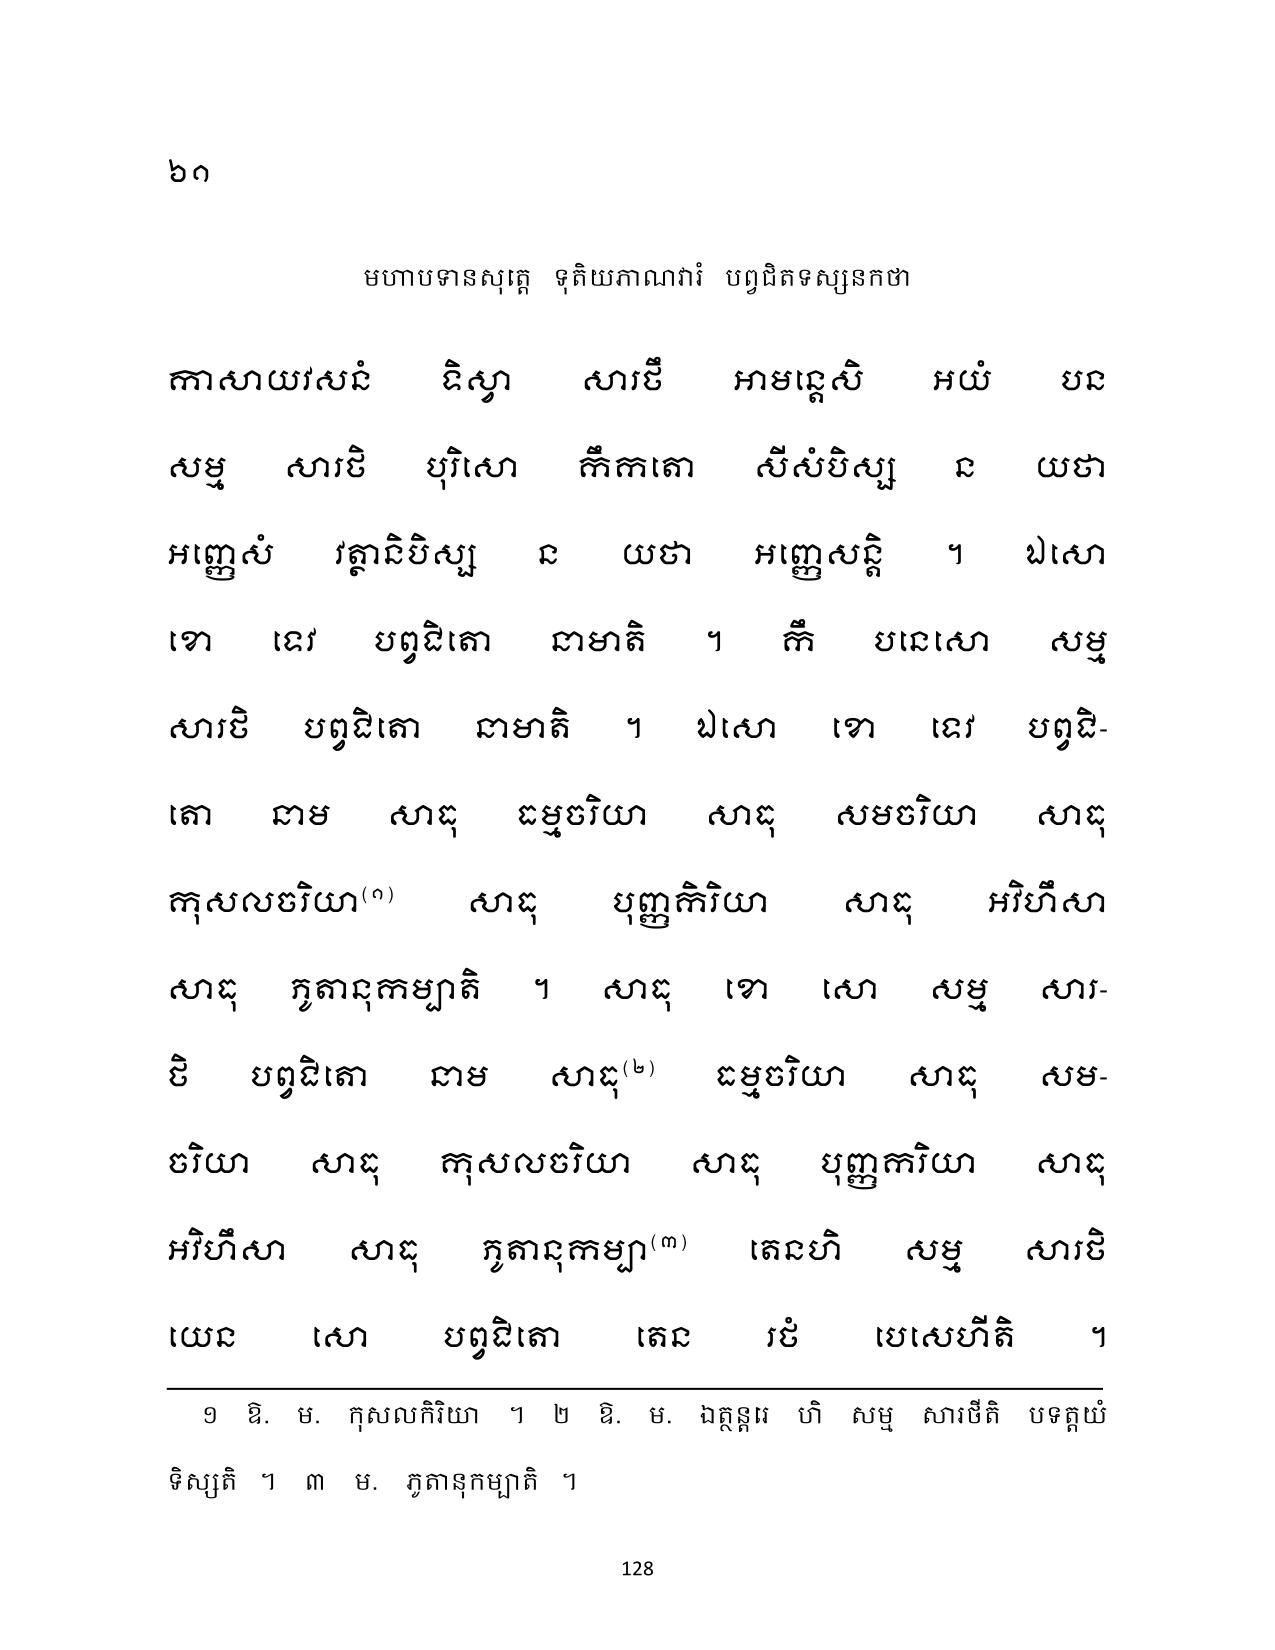 ៦១
មហាបទានសុត្តេ ទុតិយភាណវារំ បព្វជិតទស្សនកថា
កាសាយវសនំ ទិស្វា សារថឹ អាមន្តេសិ អយំ បន
សម្ម សារថិ បុរិសោ កឹកតោ សីសំបិស្ស ន យថា
អញ្ញេសំ វត្ថានិបិស្ស ន យថា អញ្ញេសន្តិ ។ ឯសោ
ខោ ទេវ បព្វជិតោ នាមាតិ ។ កឹ បនេសោ សម្ម
សារថិ បព្វជិតោ នាមាតិ ។ ឯសោ ខោ ទេវ បព្វជិ-
តោ នាម សាធុ ធម្មចរិយា សាធុ សមចរិយា សាធុ
កុសលចរិយា(១) សាធុ បុញ្ញកិរិយា សាធុ អវិហឹសា
សាធុ ភូតានុកម្បាតិ ។ សាធុ ខោ សោ សម្ម សារ-
ថិ បព្វជិតោ នាម សាធុ(២) ធម្មចរិយា សាធុ សម-
ចរិយា សាធុ កុសលចរិយា សាធុ បុញ្ញករិយា សាធុ
អវិហឹសា សាធុ ភូតានុកម្បា(៣) តេនហិ សម្ម សារថិ
យេន សោ បព្វជិតោ តេន រថំ បេសេហីតិ ។
១ ឱ. ម. កុសលកិរិយា ។ ២ ឱ. ម. ឯត្ថន្តរេ ហិ សម្ម សារថីតិ បទត្តយំ
ទិស្សតិ ។ ៣ ម. ភូតានុកម្បាតិ ។
128